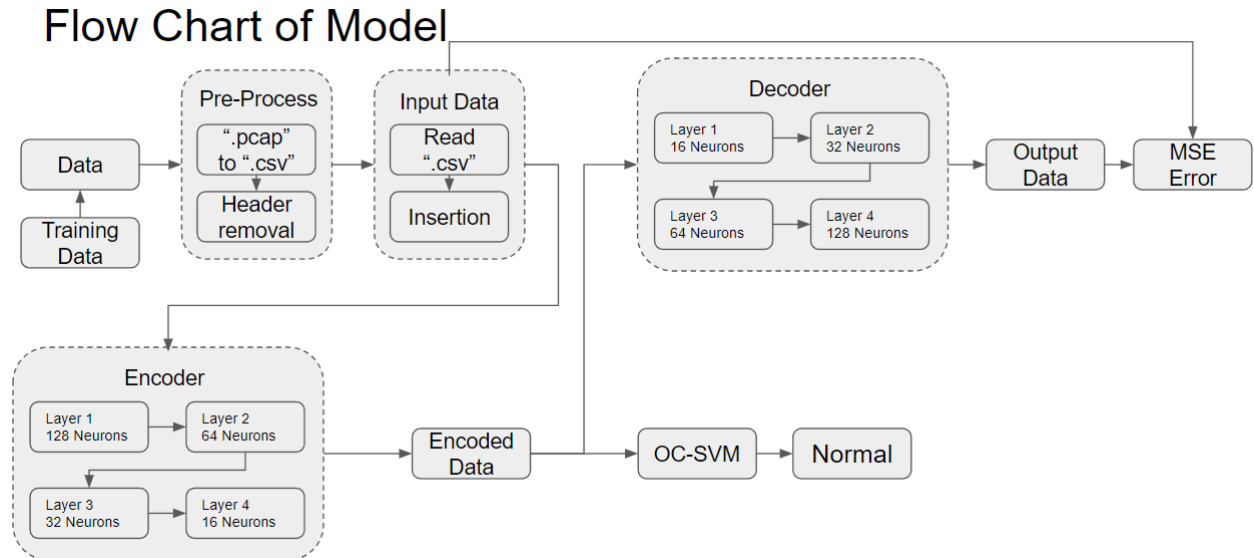 Flow Chart of Model
Data
Training
Data
Pre-Process
“.pcap”
to “.csv”
Header
removal
Input Data
Read
“.csv”
Insertion
Encoder
Layer 1
128 Neurons
Layer 2
64 Neurons
Layer 3
32 Neurons
Layer 4
16 Neurons
Encoded
Data
Decoder
Layer 1
16 Neurons
Layer 2
32 Neurons
Layer 3
64 Neurons
Layer 4
128 Neurons
Output
Data
MSE
Error
OC-SVM
Normal